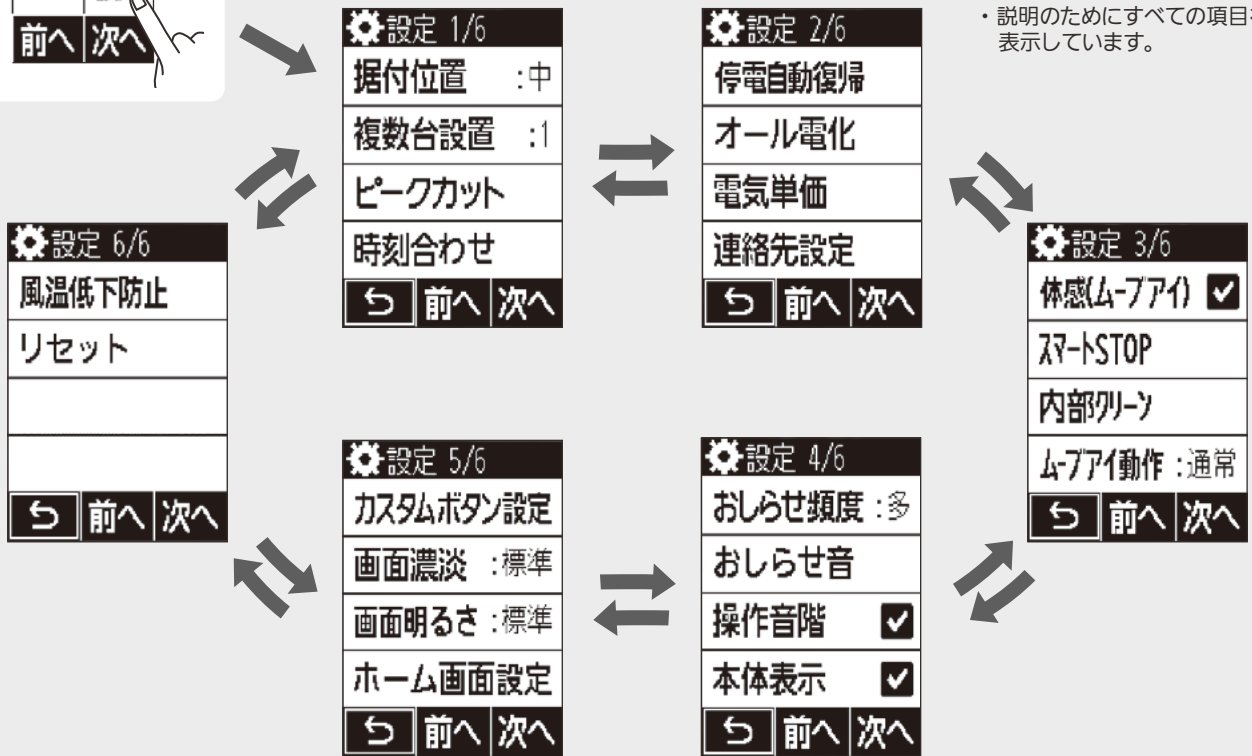 前へ 次へ
・説明のためにすべての項目を
表示しています。
設定 1/6
据付位置 :中
複数台設置 :1
ピークカット
時刻合わせ
前へ 次へ
設定 2/6
停電自動復帰
オール電化
電気単価
連絡先設定
前へ 次へ
設定 3/6
体感(ムーブアイ)
スマートSTOP
内部クリーン
ムーブアイ動作 :通常
前へ 次へ
設定 4/6
おしらせ頻度 :多
おしらせ音
操作音階
本体表示
前へ 次へ
設定 5/6
カスタムボタン設定
画面濃淡 :標準
画面明るさ :標準
ホーム画面設定
前へ 次へ
設定 6/6
風温低下防止
リセット
前へ 次へ